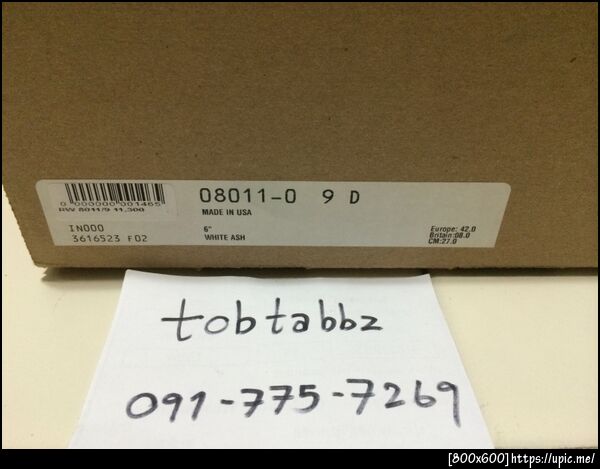 08011-0 9 D
MADE IN USA
0 000000 001465
RW 8011/9 11,300
IN000
3616523 F02
6"
WHITE ASH
Europe: 42.0
Britain:08.0
CM:27.0
tobtabbz
091-775-7269
[800x600]https://upic.me/